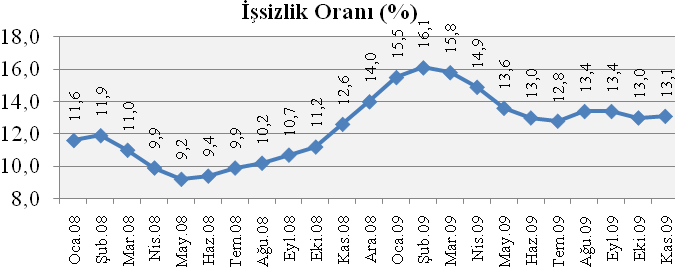 İşsizlik Oranı (%)
18,0
16,0
14,0
12,0
10,0
8,0
11,6 11,9 11,0 9,9 9,2 9,4 9,9 10,2 10,7 11,2 12,6 14,0 15,5 16,1 15,8 14,9 13,6 13,0 12,8 13,4 13,4 13,0 13,1
Oca.08 Şub.08 Mar.08 Nis.08 May.08 Haz.08 Tem.08 Ağu.08 Eyl.08 Eki.08 Kas.08 Ara.08 Oca.09 Şub.09 Mar.09 Nis.09 May.09 Haz.09 Tem.09 Ağu.09 Eyl.09 Eki.09 Kas.09